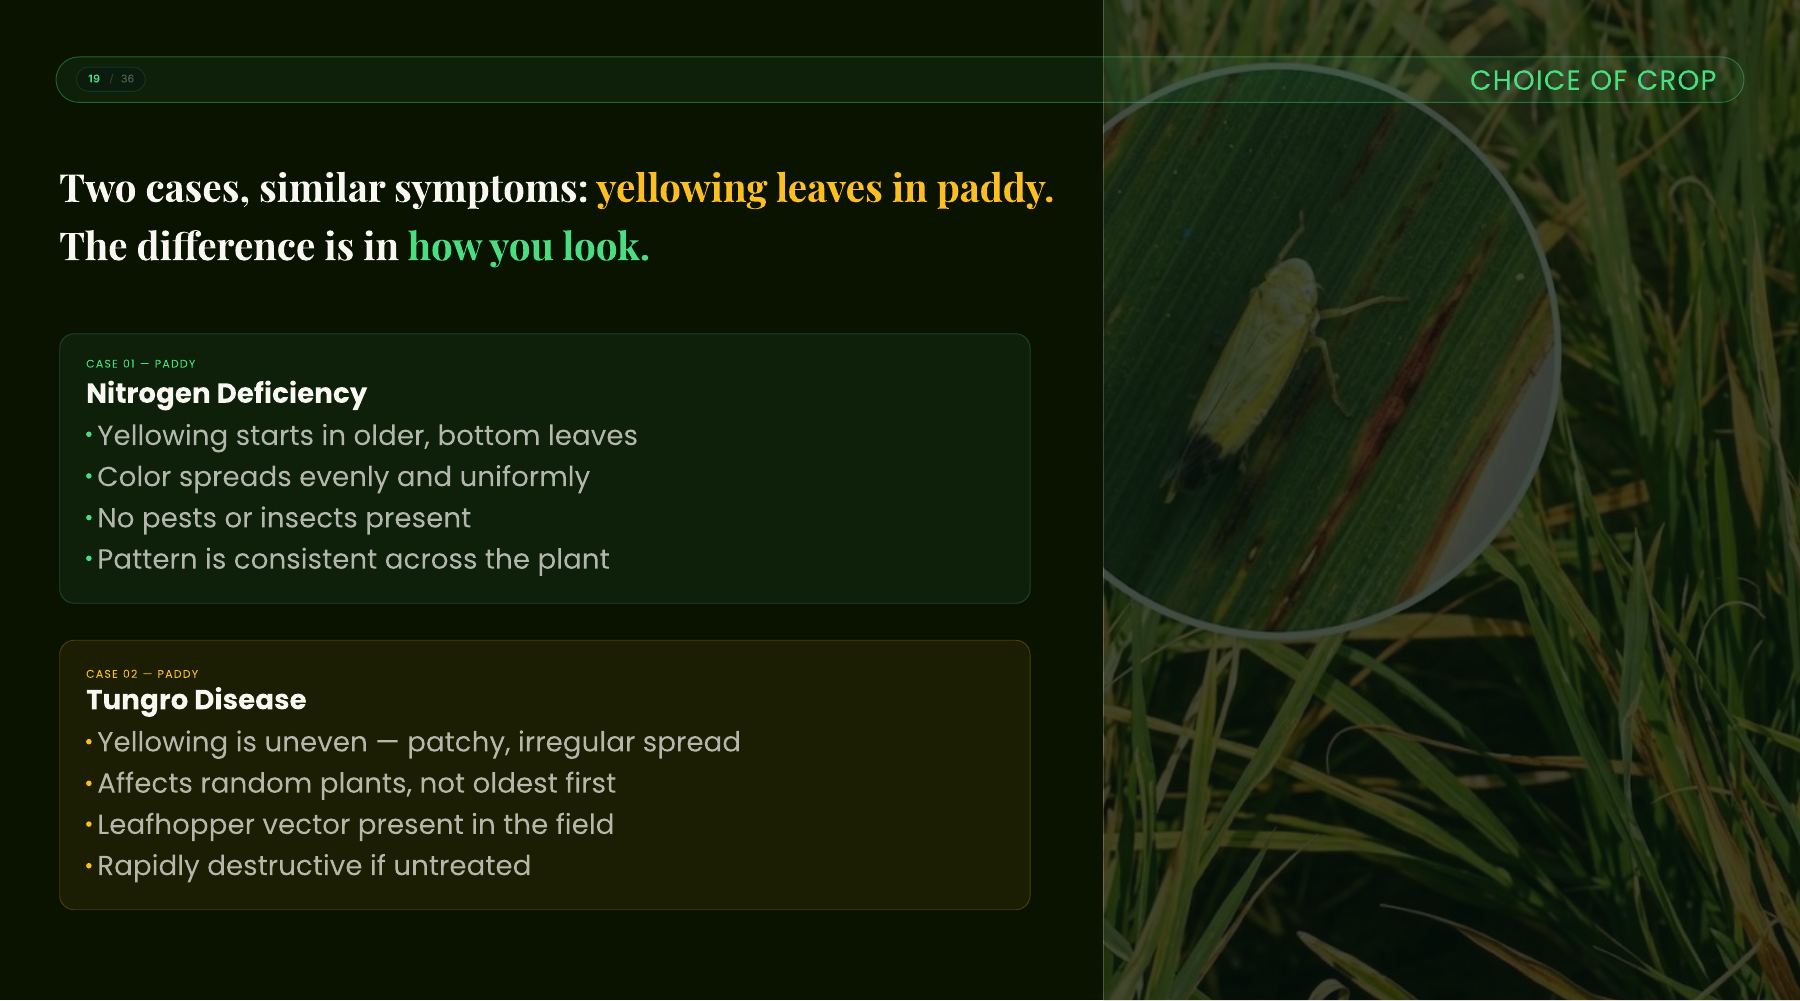 19 / 36
CHOICE OF CROP
Two cases, similar symptoms: yellowing leaves in paddy.
The difference is in how you look.
CASE 01 — PADDY
Nitrogen Deficiency
• Yellowing starts in older, bottom leaves
• Color spreads evenly and uniformly
• No pests or insects present
• Pattern is consistent across the plant
CASE 02 — PADDY
Tungro Disease
• Yellowing is uneven — patchy, irregular spread
• Affects random plants, not oldest first
• Leafhopper vector present in the field
• Rapidly destructive if untreated